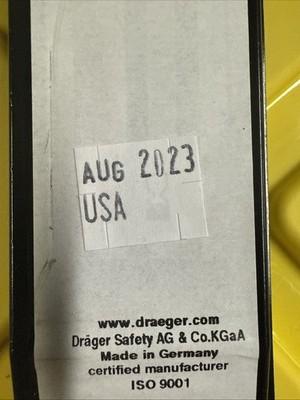 AUG 2023
USA
www.draeger.com
Dräger Safety AG & Co.KGaA
Made in Germany
certified manufacturer
ISO 9001